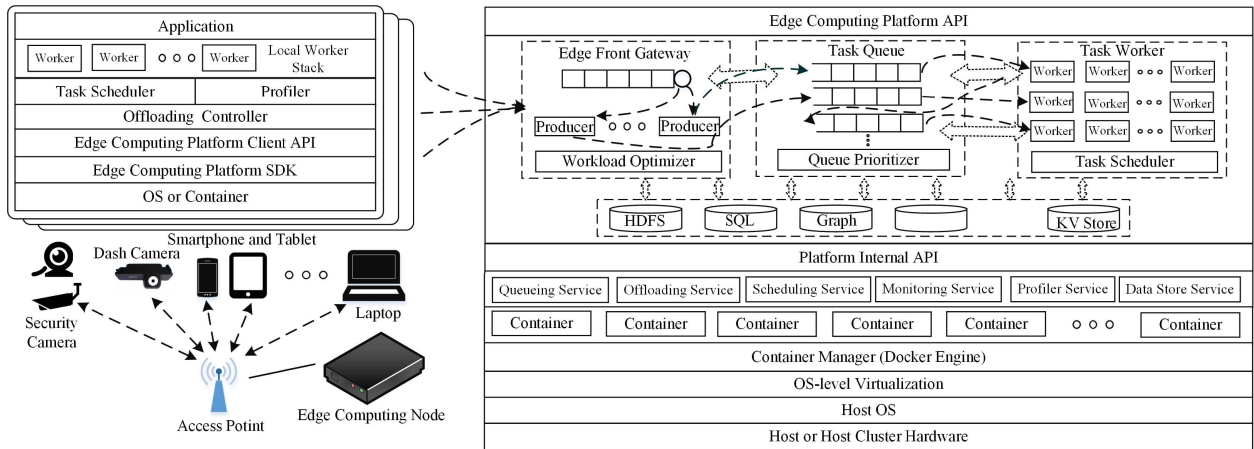 Application
Worker Worker Worker Local Worker
Stack
Task Scheduler Profiler
Offloading Controller
Edge Computing Platform Client API
Edge Computing Platform SDK
OS or Container
Smartphone and Tablet
Dash Camera
Security
Camera
Laptop
Edge Computing Node
Access Potint
Edge Computing Platform API
Edge Front Gateway
Producer Producer
Workload Optimizer
Task Queue
Queue Prioritizer
Task Worker
Worker Worker Worker
Worker Worker Worker
Worker Worker Worker
Task Scheduler
HDFS SQL Graph KV Store
Platform Internal API
Queueing Service Offloading Service Scheduling Service Monitoring Service Profiler Service Data Store Service
Container Container Container Container Container Container
Container Manager (Docker Engine)
OS-level Virtualization
Host OS
Host or Host Cluster Hardware